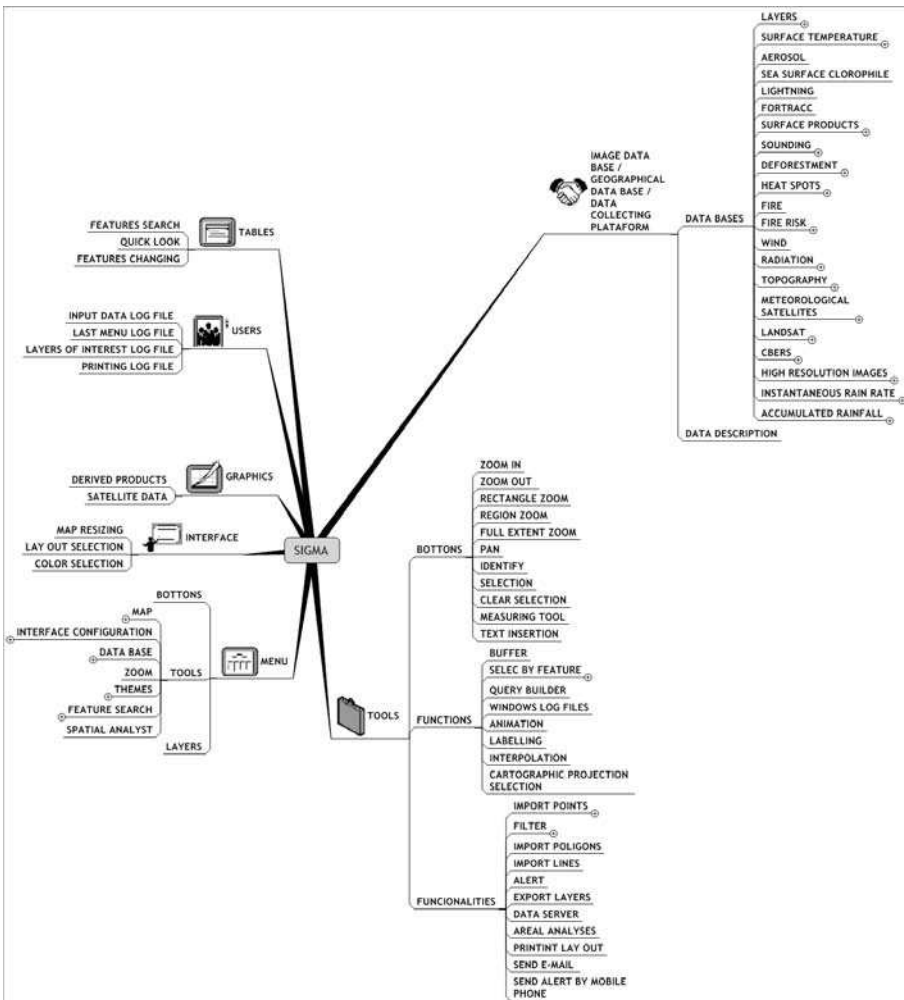 SIGMA
TABLES
FEATURES SEARCH
QUICK LOOK
FEATURES CHANGING
USERS
INPUT DATA LOG FILE
LAST MENU LOG FILE
LAYERS OF INTEREST LOG FILE
PRINTING LOG FILE
GRAPHICS
DERIVED PRODUCTS
SATELLITE DATA
INTERFACE
MAP RESIZING
LAY OUT SELECTION
COLOR SELECTION
MENU
BOTTONS
TOOLS
MAP
INTERFACE CONFIGURATION
DATA BASE
ZOOM
THEMES
FEATURE SEARCH
SPATIAL ANALYST
LAYERS
IMAGE DATA
BASE /
GEOGRAPHICAL
DATA BASE /
DATA
COLLECTING
PLATAFORM
DATA BASES
LAYERS
SURFACE TEMPERATURE
AEROSOL
SEA SURFACE CLOROPHILE
LIGHTNING
FORTRACC
SURFACE PRODUCTS
SOUNDING
DEFORESTMENT
HEAT SPOTS
FIRE
FIRE RISK
WIND
RADIATION
TOPOGRAPHY
METEOROLOGICAL
SATELLITES
LANDSAT
CBERS
HIGH RESOLUTION IMAGES
INSTANTANEOUS RAIN RATE
ACCUMULATED RAINFALL
DATA DESCRIPTION
TOOLS
BOTTONS
ZOOM IN
ZOOM OUT
RECTANGLE ZOOM
REGION ZOOM
FULL EXTENT ZOOM
PAN
IDENTIFY
SELECTION
CLEAR SELECTION
MEASURING TOOL
TEXT INSERTION
FUNCTIONS
BUFFER
SELEC BY FEATURE
QUERY BUILDER
WINDOWS LOG FILES
ANIMATION
LABELLING
INTERPOLATION
CARTOGRAPHIC PROJECTION
SELECTION
FUNCIONALITIES
IMPORT POINTS
FILTER
IMPORT POLIGONS
IMPORT LINES
ALERT
EXPORT LAYERS
DATA SERVER
AREAL ANALYSES
PRINTINT LAY OUT
SEND E-MAIL
SEND ALERT BY MOBILE
PHONE